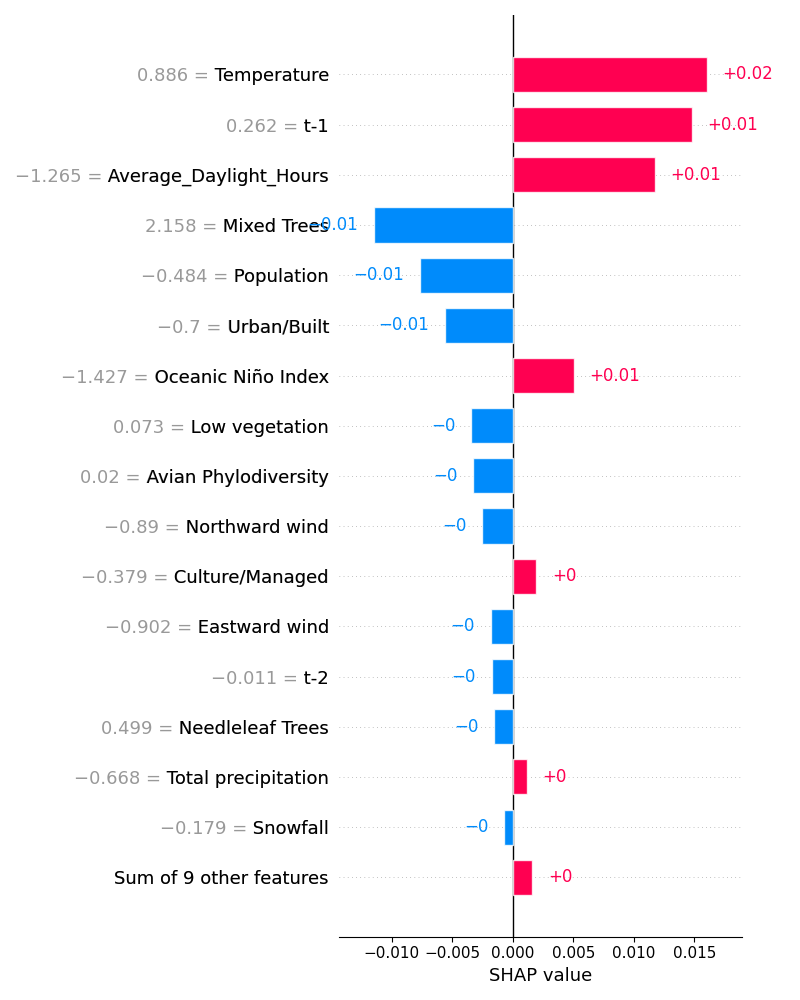 0.886 = Temperature +0.02
0.262 = t-1 +0.01
−1.265 = Average_Daylight_Hours +0.01
2.158 = Mixed Trees −0.01
−0.484 = Population −0.01
−0.7 = Urban/Built −0.01
−1.427 = Oceanic Niño Index +0.01
0.073 = Low vegetation −0
0.02 = Avian Phylodiversity −0
−0.89 = Northward wind −0
−0.379 = Culture/Managed +0
−0.902 = Eastward wind −0
−0.011 = t-2 −0
0.499 = Needleleaf Trees −0
−0.668 = Total precipitation +0
−0.179 = Snowfall −0
Sum of 9 other features +0
−0.010 −0.005 0.000 0.005 0.010 0.015
SHAP value